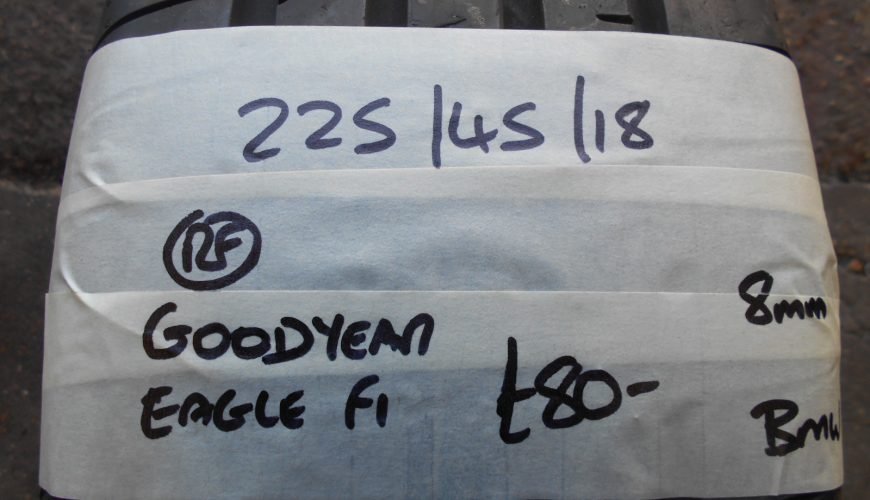 225/45/18
RF
GOODYEAR
EAGLE F1
£80-
8mm
BMW